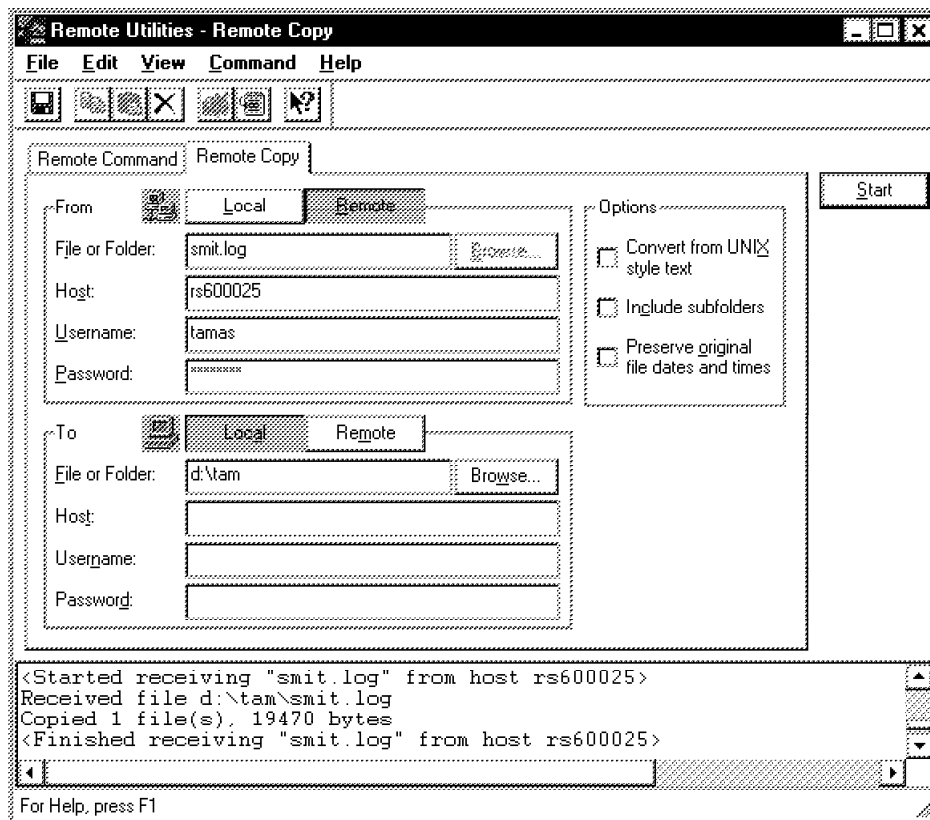 Remote Utilities - Remote Copy
File Edit View Command Help
Remote Command Remote Copy
Start
From Local Remote
File or Folder: smit.log Browse...
Host: rs600025
Username: tamas
Password: ********
Options
Convert from UNIX
style text
Include subfolders
Preserve original
file dates and times
To Local Remote
File or Folder: d:\tam Browse...
Host:
Username:
Password:
<Started receiving "smit.log" from host rs600025>
Received file d:\tam\smit.log
Copied 1 file(s), 19470 bytes
<Finished receiving "smit.log" from host rs600025>
For Help, press F1